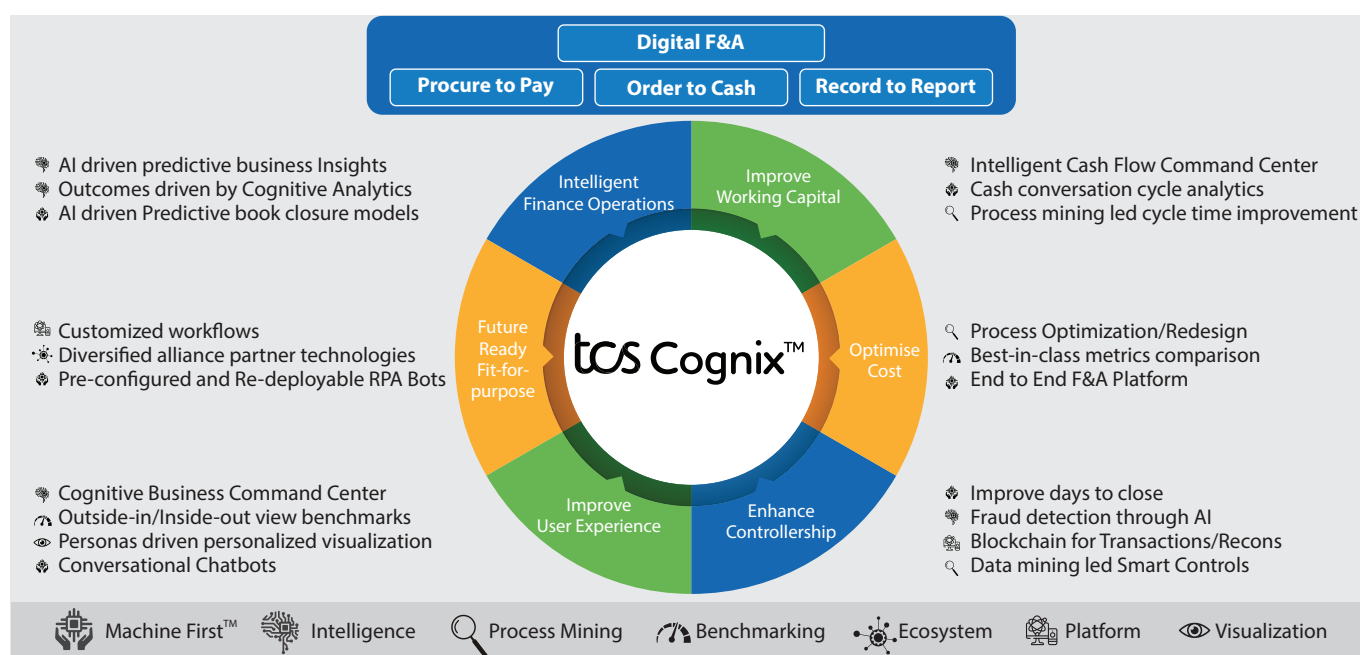 Digital F&A
Procure to Pay
Order to Cash
Record to Report
AI driven predictive business Insights
Outcomes driven by Cognitive Analytics
AI driven Predictive book closure models
Intelligent
Finance Operations
Improve
Working Capital
Intelligent Cash Flow Command Center
Cash conversation cycle analytics
Process mining led cycle time improvement
Customized workflows
Diversified alliance partner technologies
Pre-configured and Re-deployable RPA Bots
Future
Ready
Fit-for-
purpose
tcs Cognix™
Optimise
Cost
Process Optimization/Redesign
Best-in-class metrics comparison
End to End F&A Platform
Cognitive Business Command Center
Outside-in/Inside-out view benchmarks
Personas driven personalized visualization
Conversational Chatbots
Improve
User Experience
Enhance
Controllership
Improve days to close
Fraud detection through AI
Blockchain for Transactions/Recons
Data mining led Smart Controls
Machine First™
Intelligence
Process Mining
Benchmarking
Ecosystem
Platform
Visualization